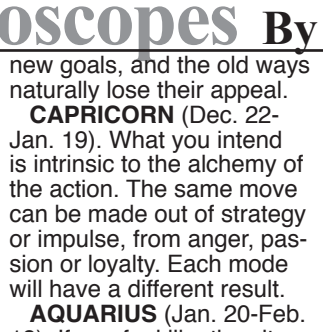 oscopes By
new goals, and the old ways
naturally lose their appeal.
CAPRICORN (Dec. 22-
Jan. 19). What you intend
is intrinsic to the alchemy of
the action. The same move
can be made out of strategy
or impulse, from anger, pas-
sion or loyalty. Each mode
will have a different result.
AQUARIUS (Jan. 20-Feb.